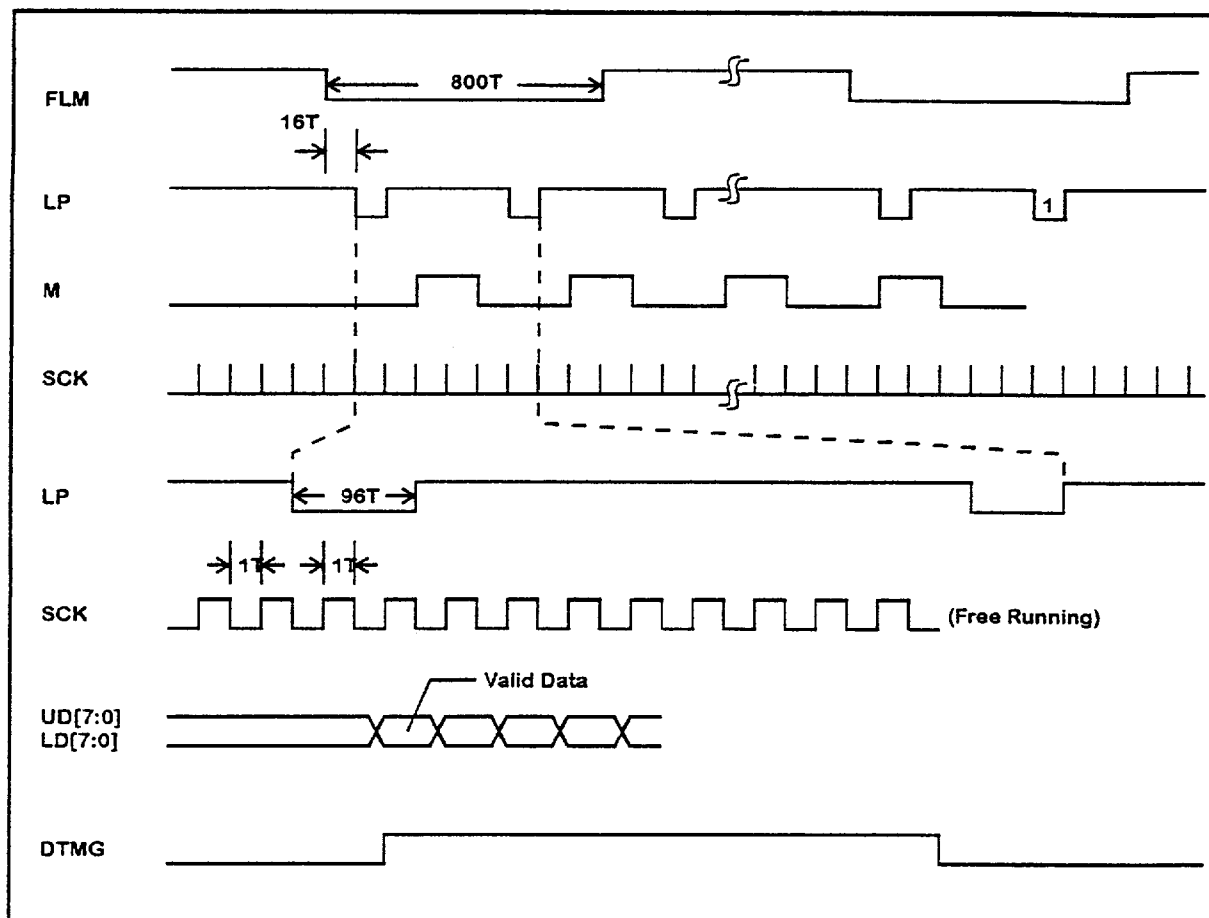 FLM
800T
16T
LP
1
M
SCK
LP
96T
1T
1T
SCK
(Free Running)
Valid Data
UD[7:0]
LD[7:0]
DTMG